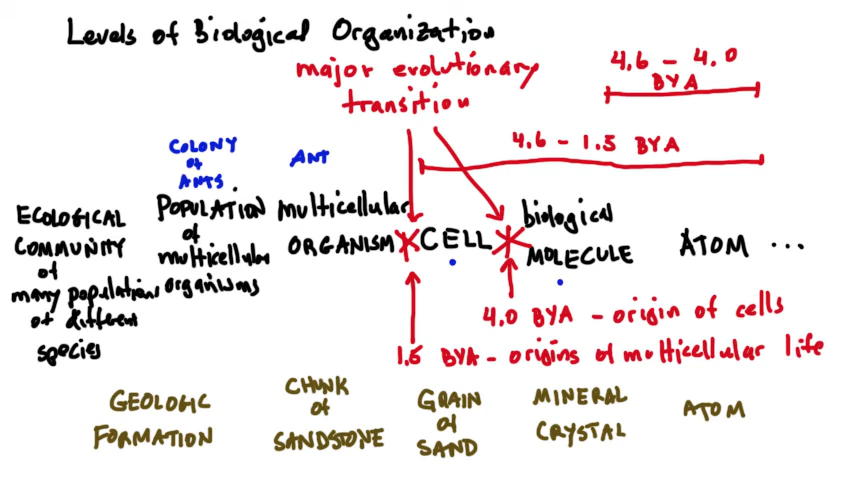 Levels of Biological Organization
major evolutionary
transition
4.6 - 4.0
BYA
4.6 - 1.5 BYA
COLONY
of
ANTS
ANT
ECOLOGICAL
COMMUNITY
of
many populations
of different
species
POPULATION
of
multicellular
organisms
multicellular
ORGANISM
CELL
biological
MOLECULE
ATOM ...
4.0 BYA - origin of cells
1.5 BYA - origins of multicellular life
GEOLOGIC
FORMATION
CHUNK
of
SANDSTONE
GRAIN
of
SAND
MINERAL
CRYSTAL
ATOM